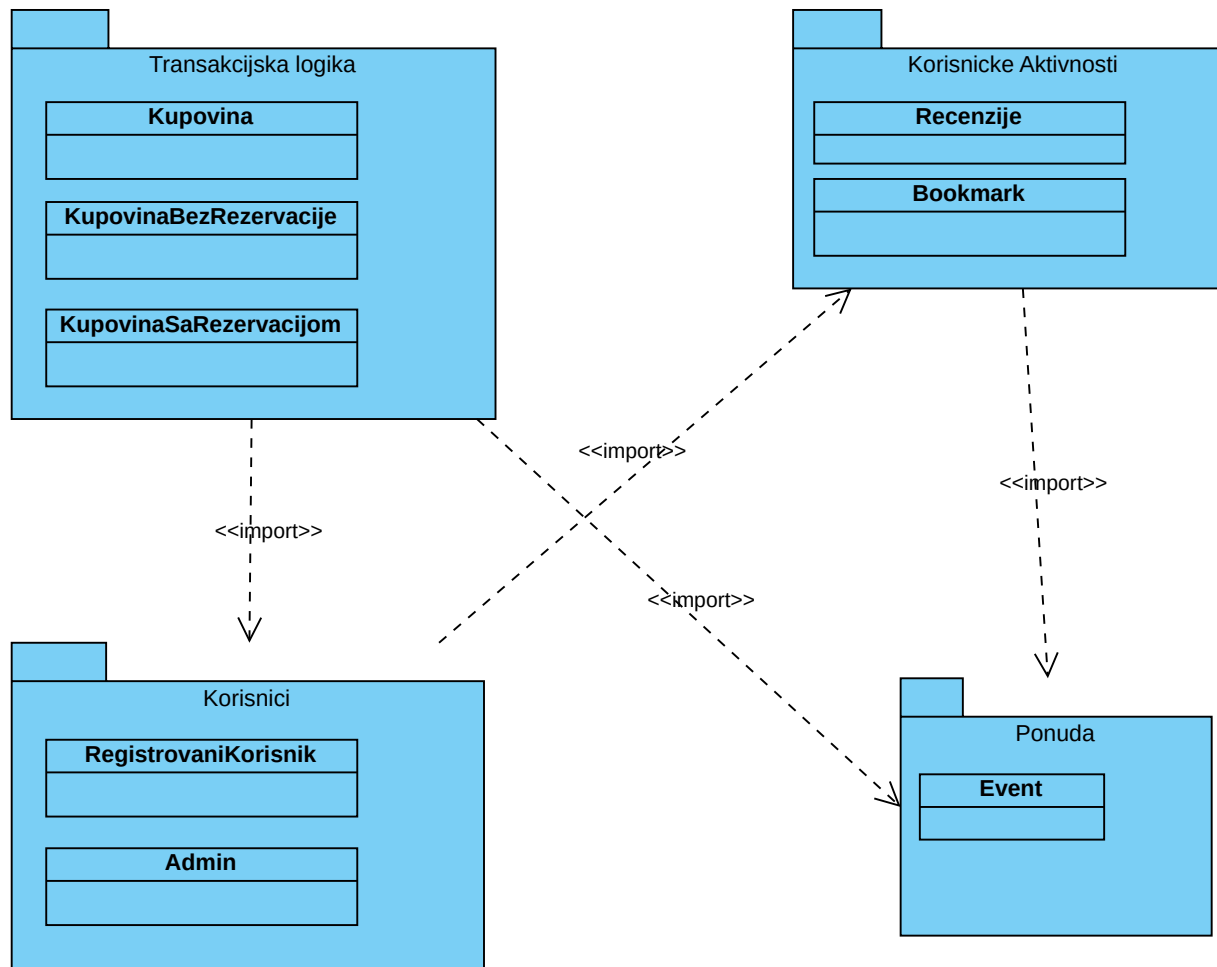 Transakcijska logika
Kupovina
KupovinaBezRezervacije
KupovinaSaRezervacijom
Korisnicke Aktivnosti
Recenzije
Bookmark
<<import>>
<<import>>
<<import>>
<<import>>
Korisnici
RegistrovaniKorisnik
Admin
Ponuda
Event